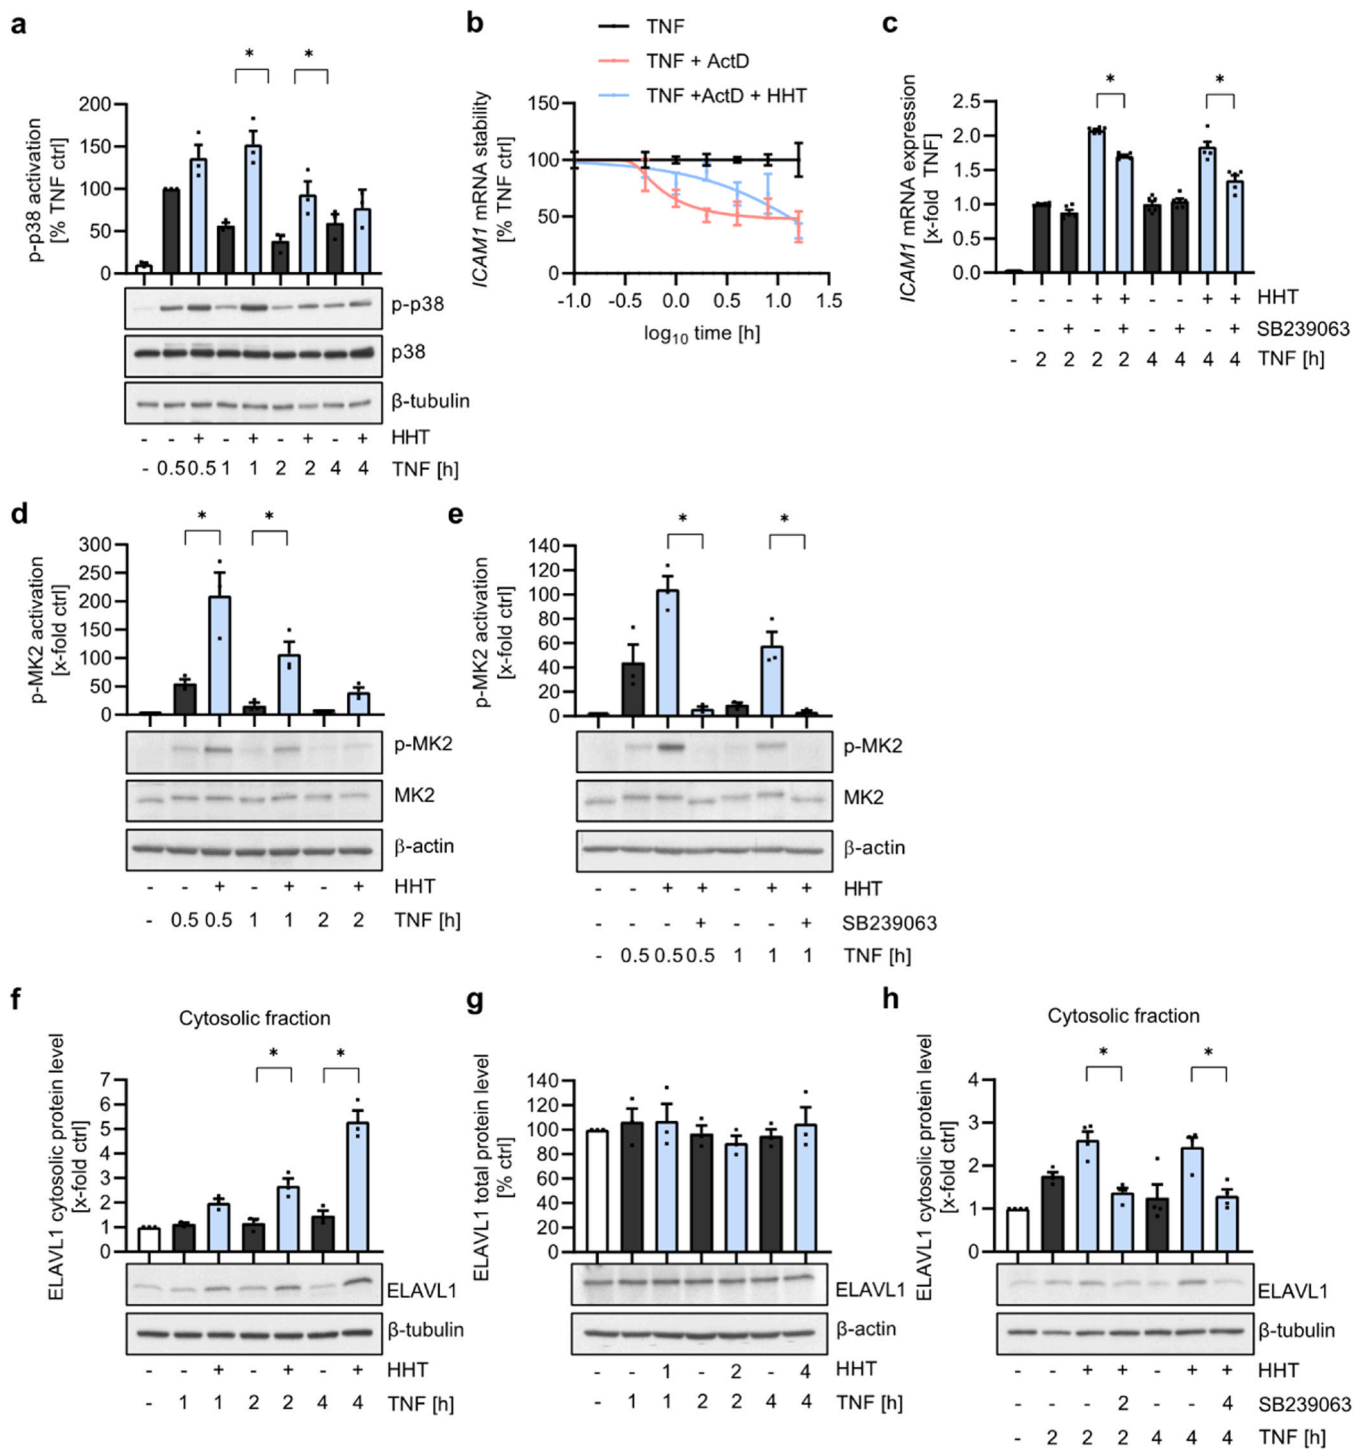 a
*
*
p-p38 activation
[% TNF ctrl]
200
150
100
50
0
p-p38
p38
β-tubulin
- - + - + - + - + HHT
- 0.5 0.5 1 1 2 2 4 4 TNF [h]
b
TNF
TNF + ActD
TNF +ActD + HHT
ICAM1 mRNA stability
[% TNF ctrl]
150
100
50
0
-1.0 -0.5 0.0 0.5 1.0 1.5
log10 time [h]
c
*
*
ICAM1 mRNA expression
[x-fold TNF]
2.5
2.0
1.5
1.0
0.5
0.0
- - - + + - - + + HHT
- - + - + - + - + SB239063
- 2 2 2 2 4 4 4 4 TNF [h]
d
*
*
p-MK2 activation
[x-fold ctrl]
300
250
200
150
100
50
0
p-MK2
MK2
β-actin
- - + - + - + HHT
- 0.5 0.5 1 1 2 2 TNF [h]
e
*
*
p-MK2 activation
[x-fold ctrl]
140
120
100
80
60
40
20
0
p-MK2
MK2
β-actin
- - + + - + + HHT
- - - + - - + SB239063
- 0.5 0.5 0.5 1 1 1 TNF [h]
f
Cytosolic fraction
*
*
ELAVL1 cytosolic protein level
[x-fold ctrl]
7
6
5
4
3
2
1
0
ELAVL1
β-tubulin
- - + - + - + HHT
- 1 1 2 2 4 4 TNF [h]
g
ELAVL1 total protein level
[% ctrl]
140
120
100
80
60
40
20
0
ELAVL1
β-actin
- - 1 - 2 - 4 HHT
- 1 1 2 2 4 4 TNF [h]
h
Cytosolic fraction
*
*
ELAVL1 cytosolic protein level
[x-fold ctrl]
4
3
2
1
0
ELAVL1
β-tubulin
- - + + - + + HHT
- - - 2 - - 4 SB239063
- 2 2 2 4 4 4 TNF [h]